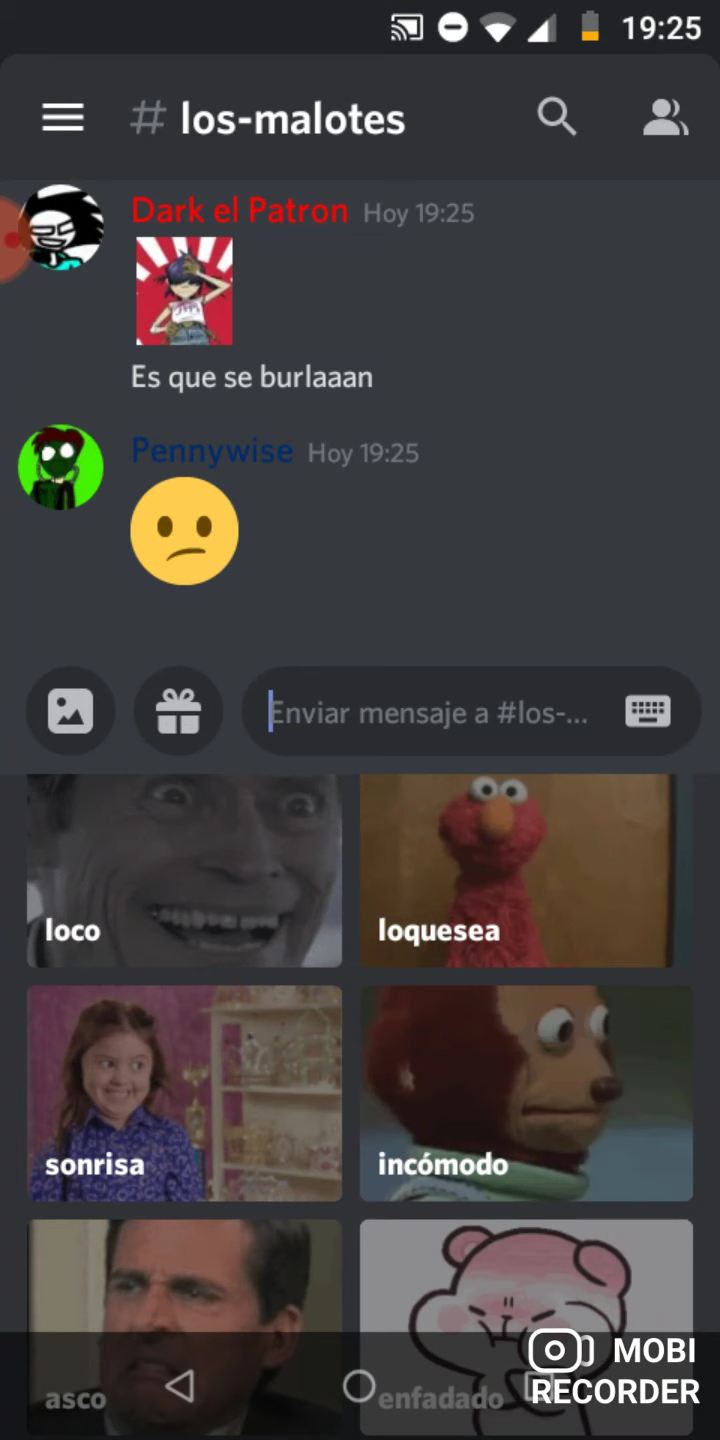 19:25
# los-malotes
Dark el Patron Hoy 19:25
Es que se burlaaan
Pennywise Hoy 19:25
Enviar mensaje a #los-...
loco
loquesea
sonrisa
incómodo
asco
enfadado
MOBI
RECORDER